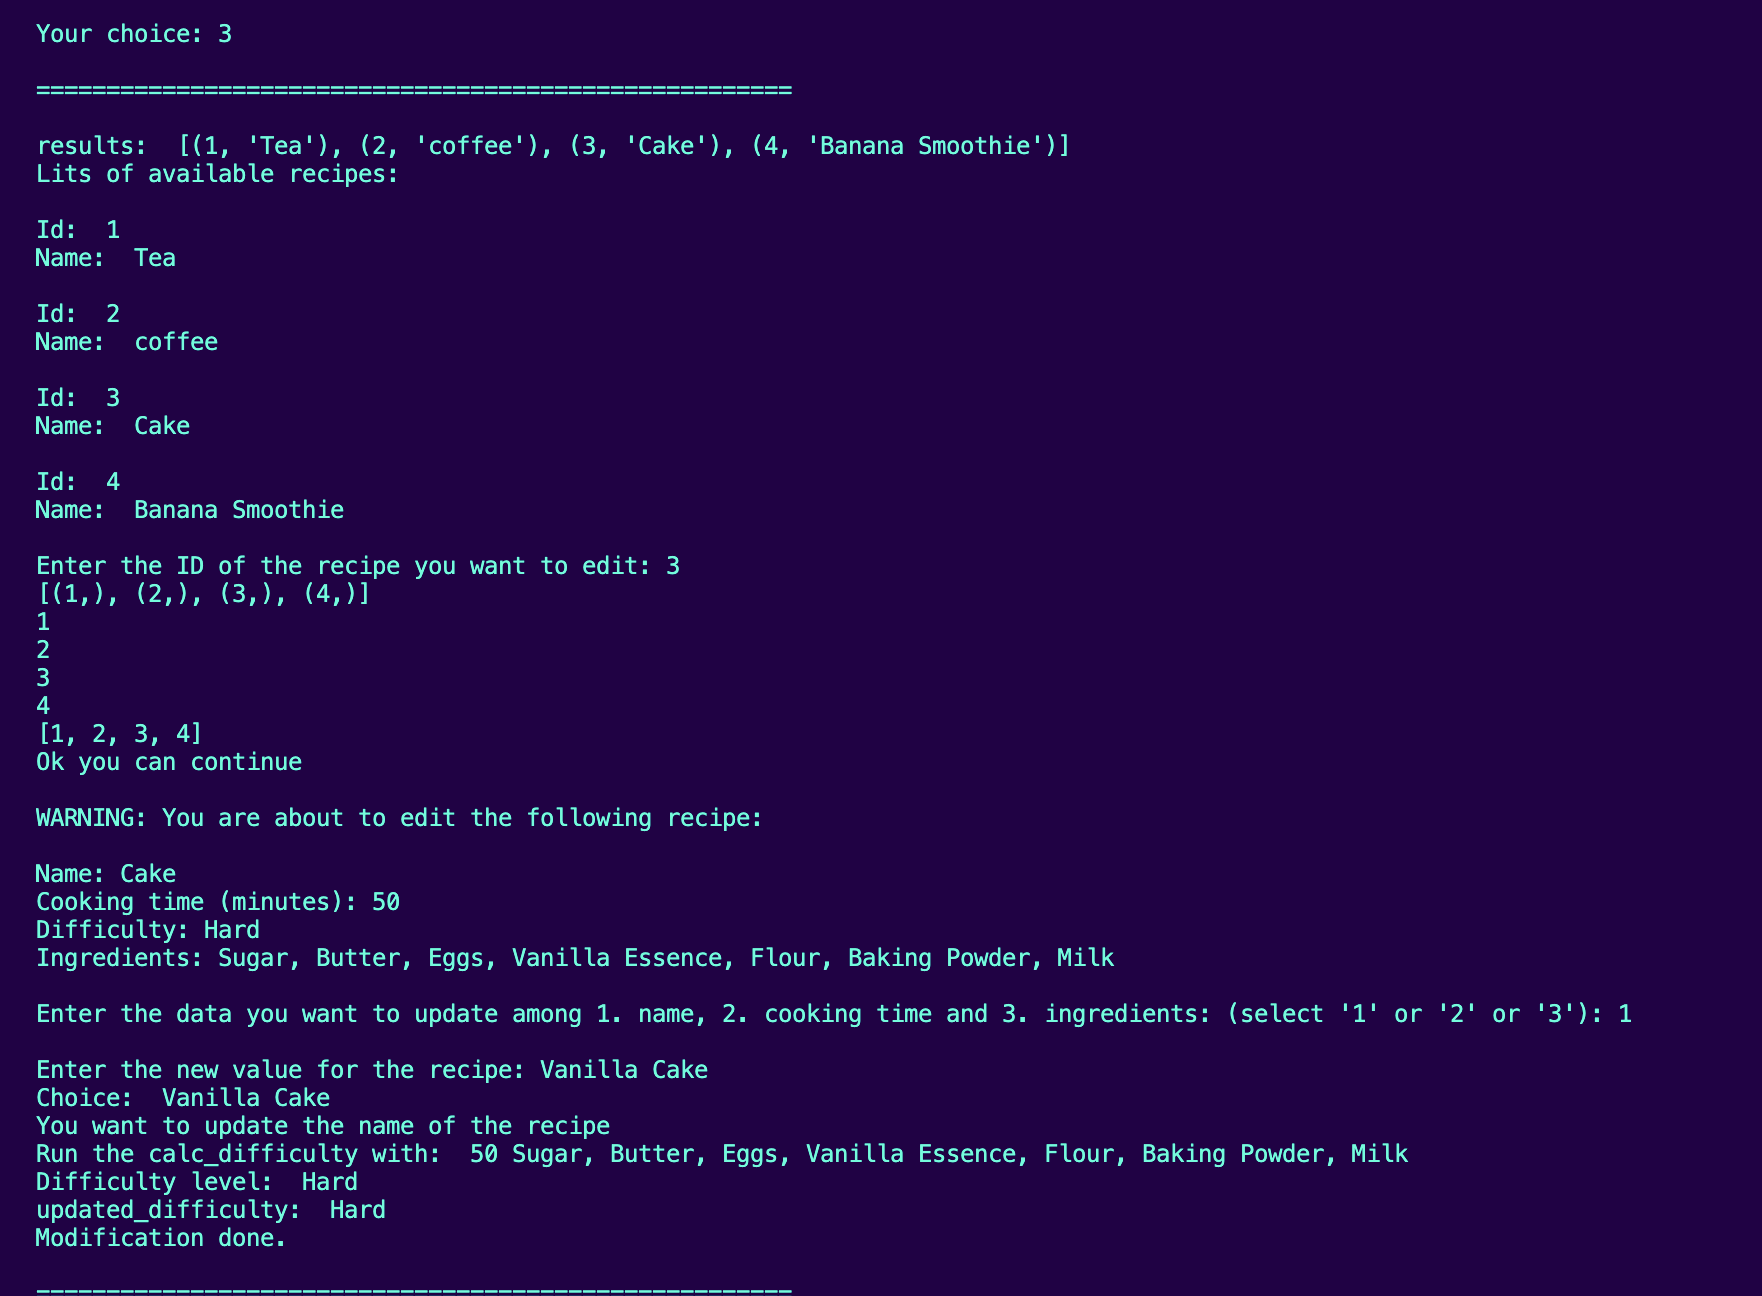 Your choice: 3
======================================================
results:  [(1, 'Tea'), (2, 'coffee'), (3, 'Cake'), (4, 'Banana Smoothie')]
Lits of available recipes:
Id:  1
Name:  Tea
Id:  2
Name:  coffee
Id:  3
Name:  Cake
Id:  4
Name:  Banana Smoothie
Enter the ID of the recipe you want to edit: 3
[(1,), (2,), (3,), (4,)]
1
2
3
4
[1, 2, 3, 4]
Ok you can continue
WARNING: You are about to edit the following recipe:
Name: Cake
Cooking time (minutes): 50
Difficulty: Hard
Ingredients: Sugar, Butter, Eggs, Vanilla Essence, Flour, Baking Powder, Milk
Enter the data you want to update among 1. name, 2. cooking time and 3. ingredients: (select '1' or '2' or '3'): 1
Enter the new value for the recipe: Vanilla Cake
Choice:  Vanilla Cake
You want to update the name of the recipe
Run the calc_difficulty with:  50 Sugar, Butter, Eggs, Vanilla Essence, Flour, Baking Powder, Milk
Difficulty level:  Hard
updated_difficulty:  Hard
Modification done.
======================================================